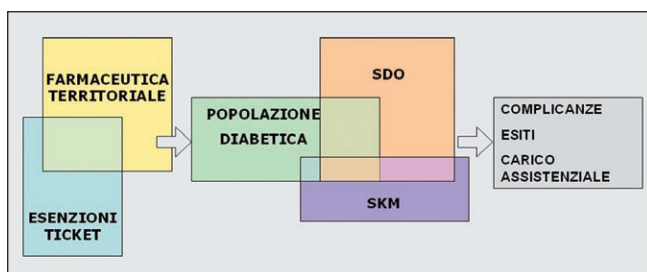 FARMACEUTICA
TERRITORIALE
ESENZIONI
TICKET
POPOLAZIONE
DIABETICA
SDO
SKM
COMPLICANZE
ESITI
CARICO
ASSISTENZIALE